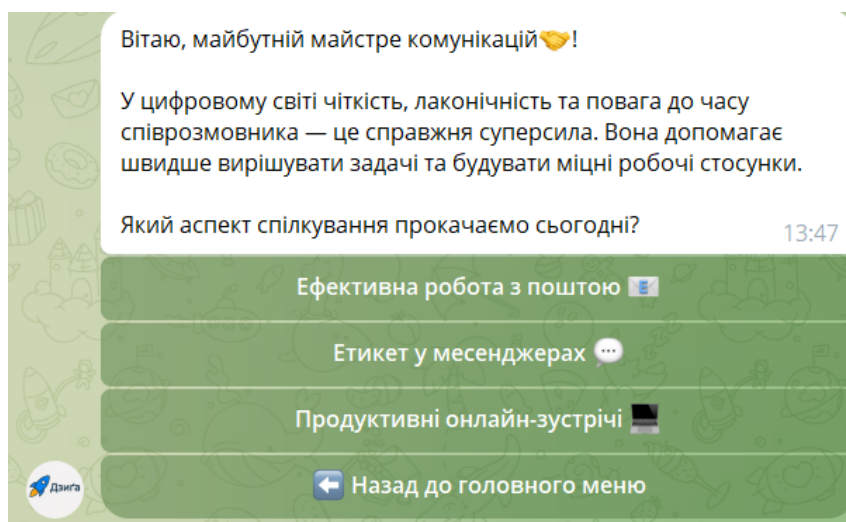 Вітаю, майбутній майстре комунікацій🤝!
У цифровому світі чіткість, лаконічність та повага до часу
співрозмовника — це справжня суперсила. Вона допомагає
швидше вирішувати задачі та будувати міцні робочі стосунки.
Який аспект спілкування прокачаємо сьогодні?
13:47
Ефективна робота з поштою 📧
Етикет у месенджерах 💬
Продуктивні онлайн-зустрічі 💻
⬅️ Назад до головного меню
Дзиґа